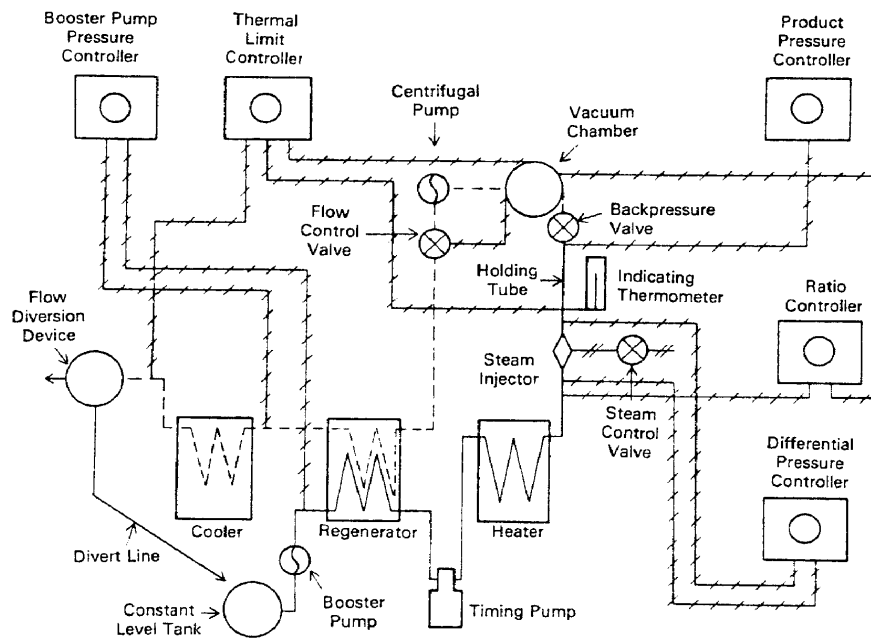 Booster Pump
Pressure
Controller
Thermal
Limit
Controller
Product
Pressure
Controller
Centrifugal
Pump
Vacuum
Chamber
Flow
Control
Valve
Backpressure
Valve
Holding
Tube
Indicating
Thermometer
Ratio
Controller
Flow
Diversion
Device
Steam
Injector
Steam
Control
Valve
Differential
Pressure
Controller
Cooler
Regenerator
Heater
Divert Line
Constant
Level Tank
Booster
Pump
Timing Pump